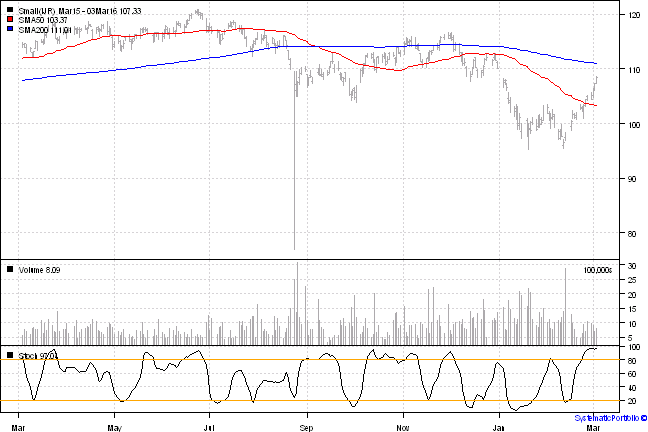 Small(IJR) Mar15 - 03Mar16 107.33
SMA50 103.37
SMA200 111.01
120
110
100
90
80
Volume 8.09
100,000s
30
25
20
15
10
5
Stoch 97.04
100
80
60
40
20
Mar May Jul Sep Nov Jan Mar
SystematicPortfolio ©